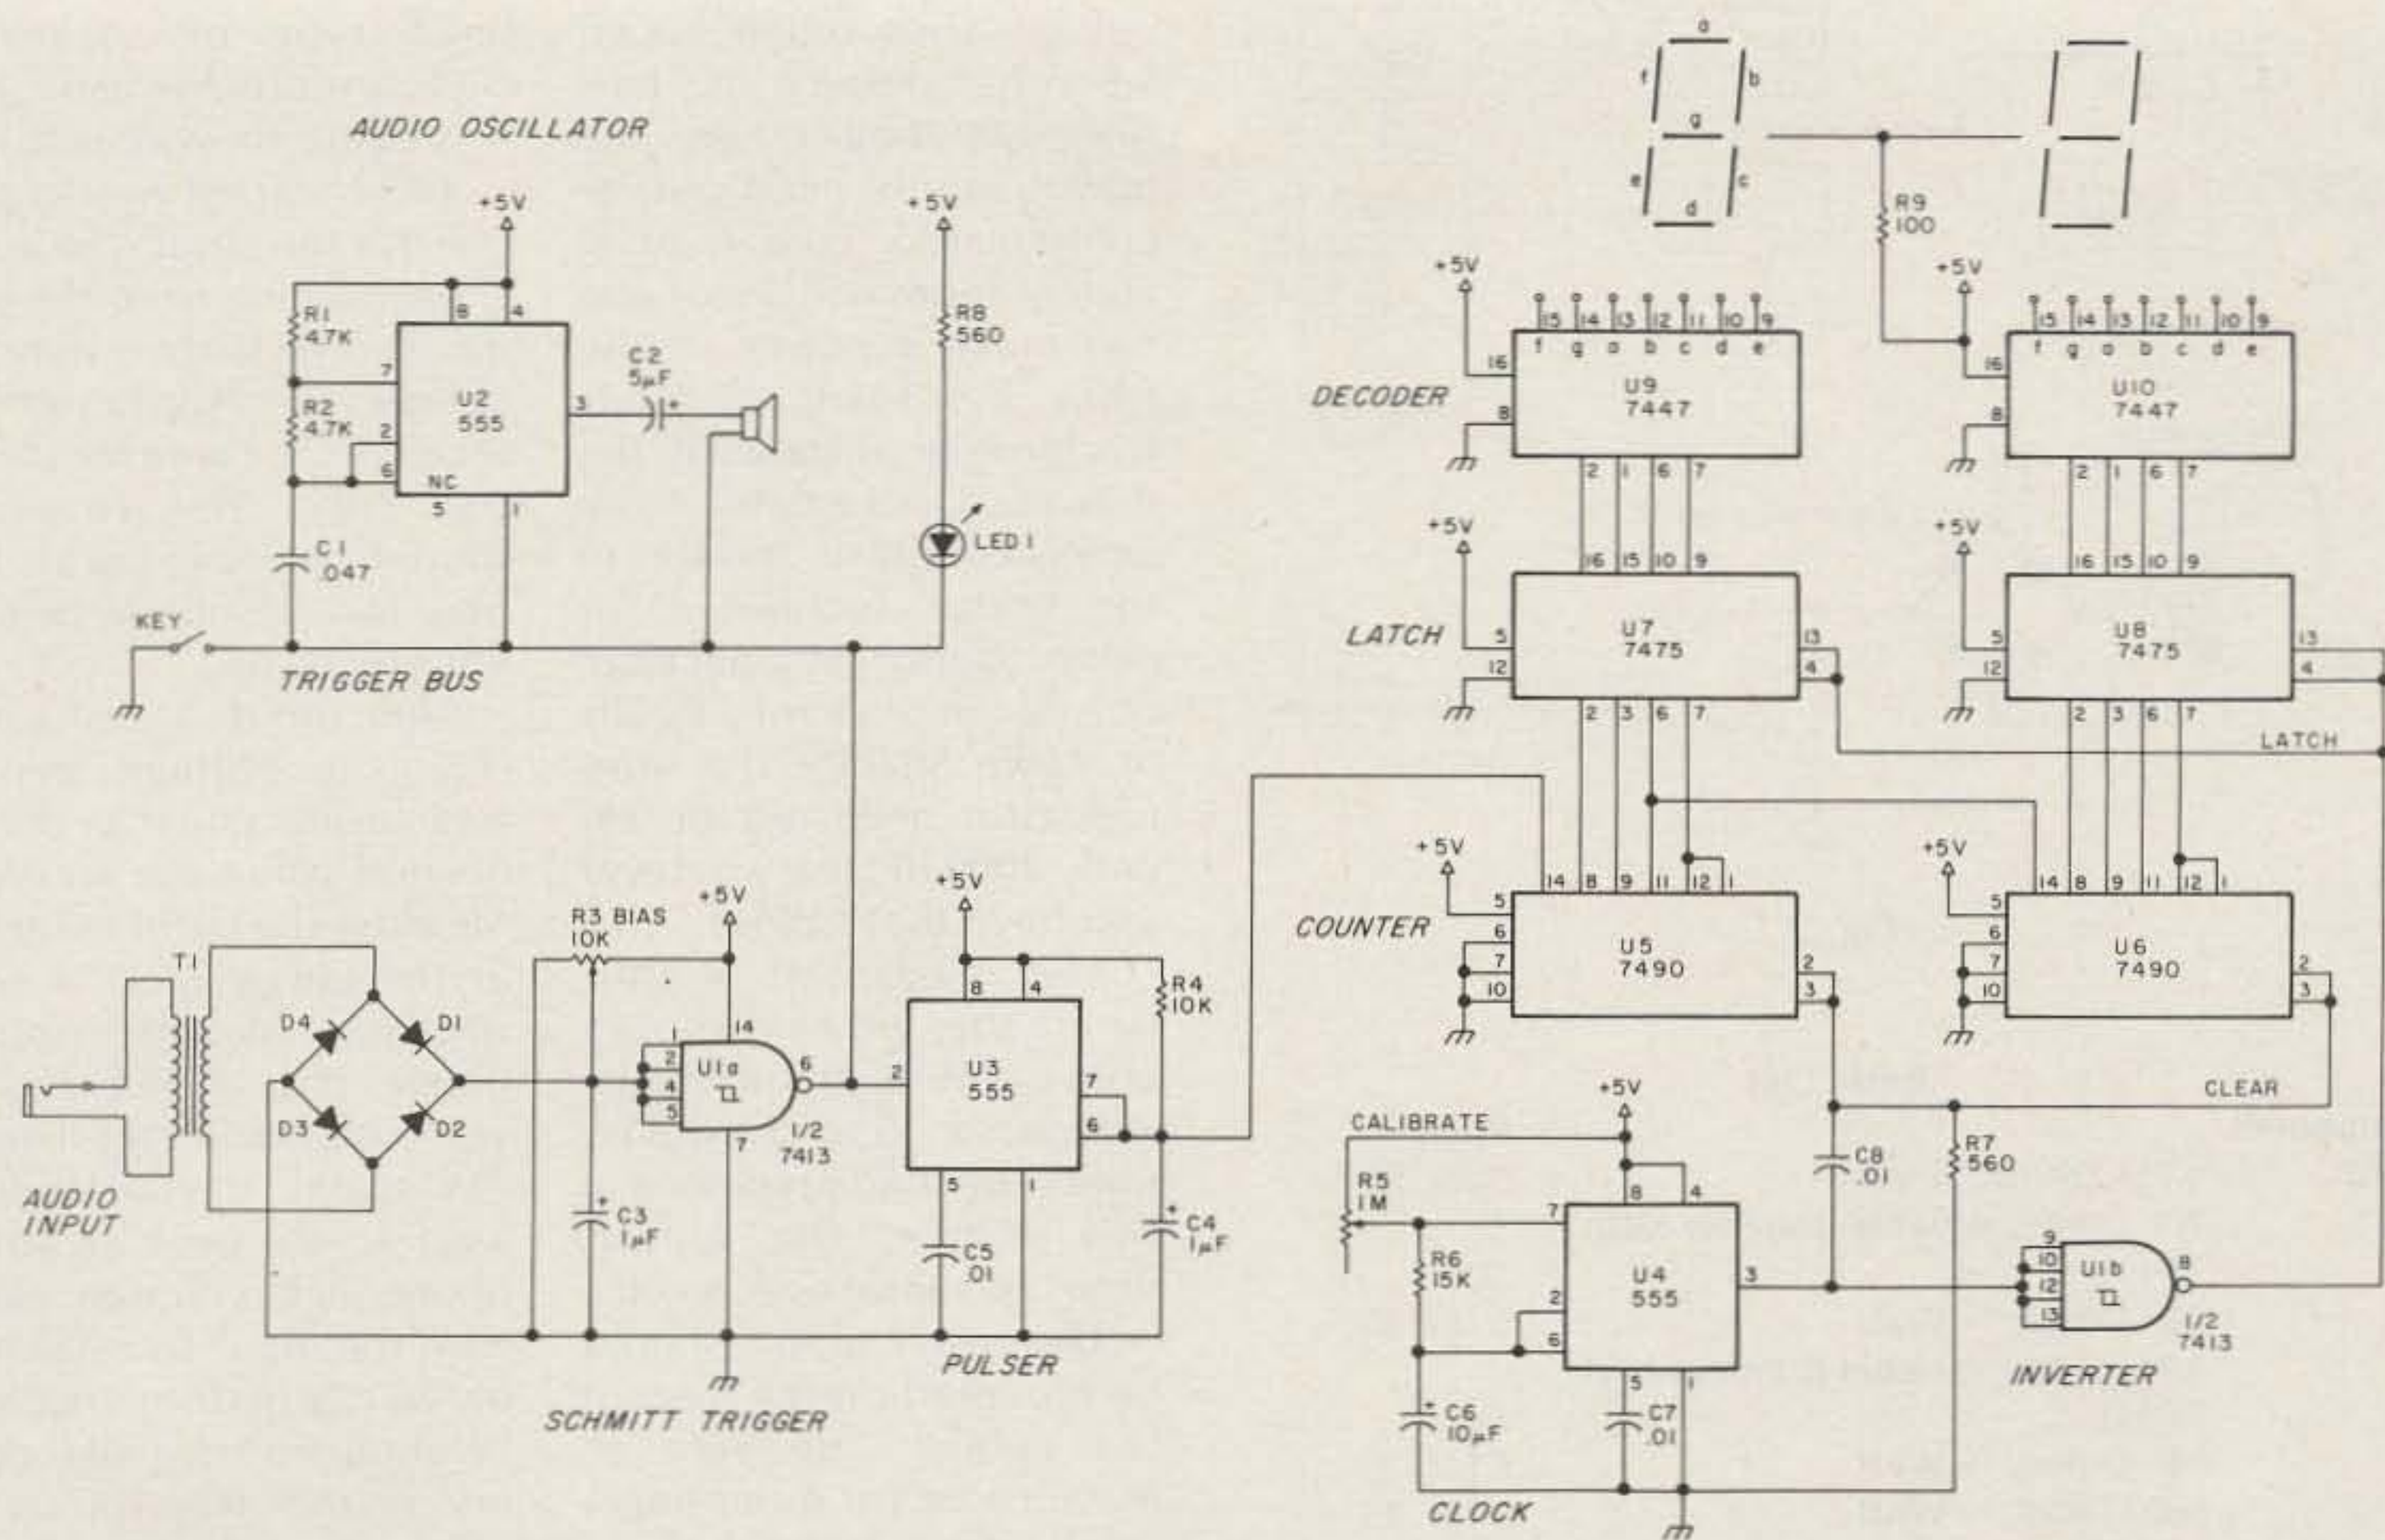 AUDIO OSCILLATOR
+5V
R1
4.7K
8
4
7
R2
4.7K
U2
555
2
6
NC
5
1
3
C2
5µF
+
C1
.047
KEY
TRIGGER BUS
+5V
R8
560
LED 1
AUDIO
INPUT
T1
D4
D1
D3
D2
R3 BIAS
10K
+5V
14
1
2
4
5
U1a
6
7
1/2
7413
+
C3
1µF
SCHMITT TRIGGER
+5V
8
4
R4
10K
2
U3
555
7
6
5
1
C5
.01
+
C4
1µF
PULSER
a
f
b
g
e
c
d
R9
100
DECODER
+5V
15
14
13
12
11
10
9
f
g
a
b
c
d
e
16
8
U9
7447
2
1
6
7
+5V
15
14
13
12
11
10
9
f
g
a
b
c
d
e
16
8
U10
7447
2
1
6
7
LATCH
+5V
16
15
10
9
5
12
U7
7475
13
4
2
3
6
7
+5V
16
15
10
9
5
12
U8
7475
13
4
2
3
6
7
LATCH
COUNTER
+5V
14
8
9
11
12
1
5
6
7
10
U5
7490
2
3
+5V
14
8
9
11
12
1
5
6
7
10
U6
7490
2
3
CLEAR
+5V
CALIBRATE
R5
1M
8
4
7
R6
15K
U4
555
2
6
3
5
1
+
C6
10µF
C7
.01
CLOCK
C8
.01
R7
560
9
10
12
13
U1b
8
1/2
7413
INVERTER